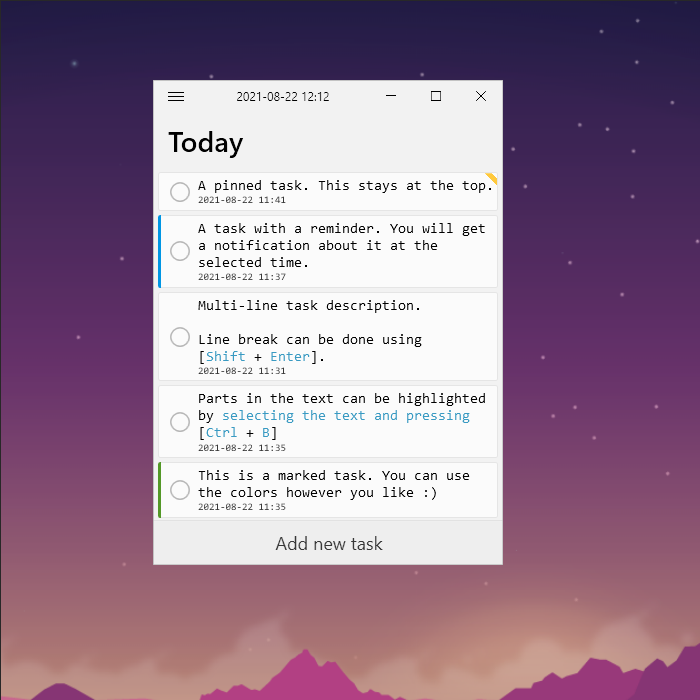 2021-08-22 12:12
Today
A pinned task. This stays at the top.
2021-08-22 11:41
A task with a reminder. You will get
a notification about it at the
selected time.
2021-08-22 11:37
Multi-line task description.
Line break can be done using
[Shift + Enter].
2021-08-22 11:31
Parts in the text can be highlighted
by selecting the text and pressing
[Ctrl + B]
2021-08-22 11:35
This is a marked task. You can use
the colors however you like :)
2021-08-22 11:35
Add new task